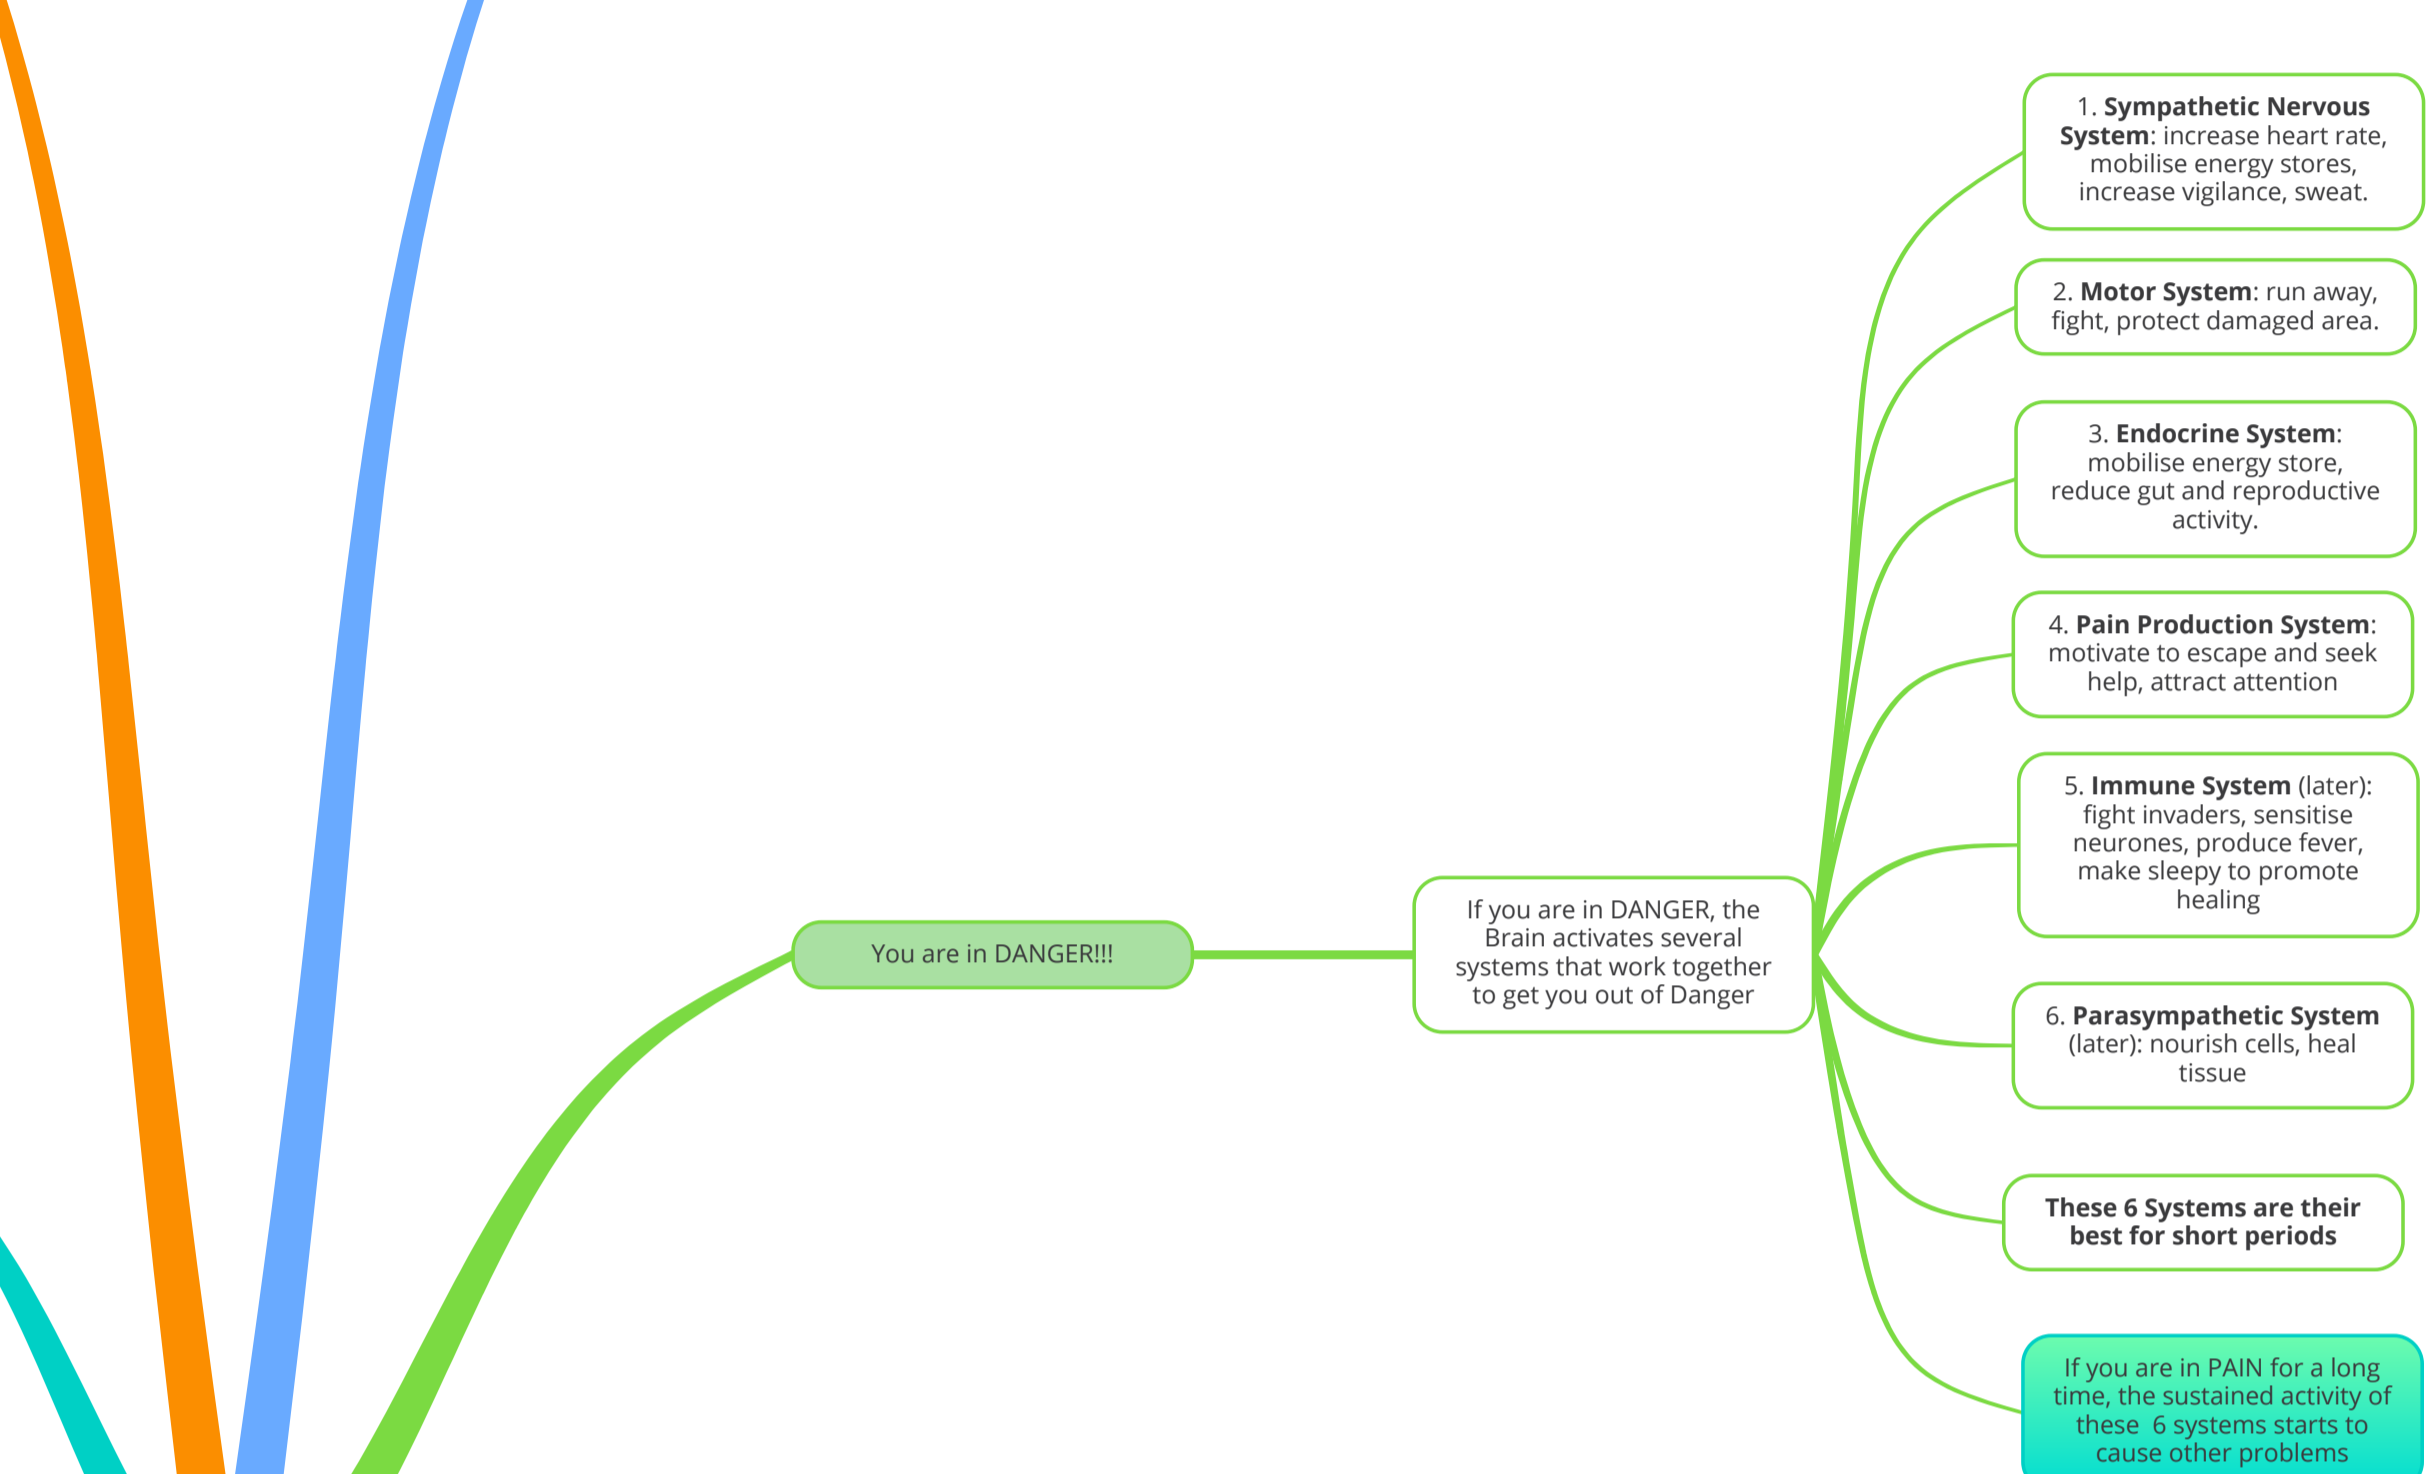 1. Sympathetic Nervous
System: increase heart rate,
mobilise energy stores,
increase vigilance, sweat.
2. Motor System: run away,
fight, protect damaged area.
3. Endocrine System:
mobilise energy store,
reduce gut and reproductive
activity.
4. Pain Production System:
motivate to escape and seek
help, attract attention
5. Immune System (later):
fight invaders, sensitise
neurones, produce fever,
make sleepy to promote
healing
You are in DANGER!!!
If you are in DANGER, the
Brain activates several
systems that work together
to get you out of Danger
6. Parasympathetic System
(later): nourish cells, heal
tissue
These 6 Systems are their
best for short periods
If you are in PAIN for a long
time, the sustained activity of
these  6 systems starts to
cause other problems